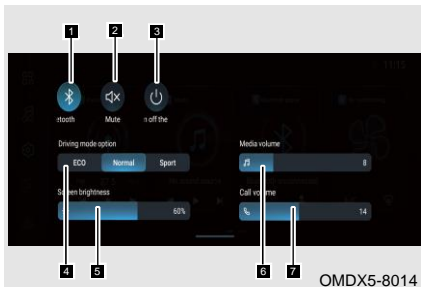 1 2 3
11:15
etooth Mute n off the
Driving mode option Media volume
ECO Normal Sport 8
Screen brightness Call volume
60% 14
4 5 6 7
OMDX5-8014